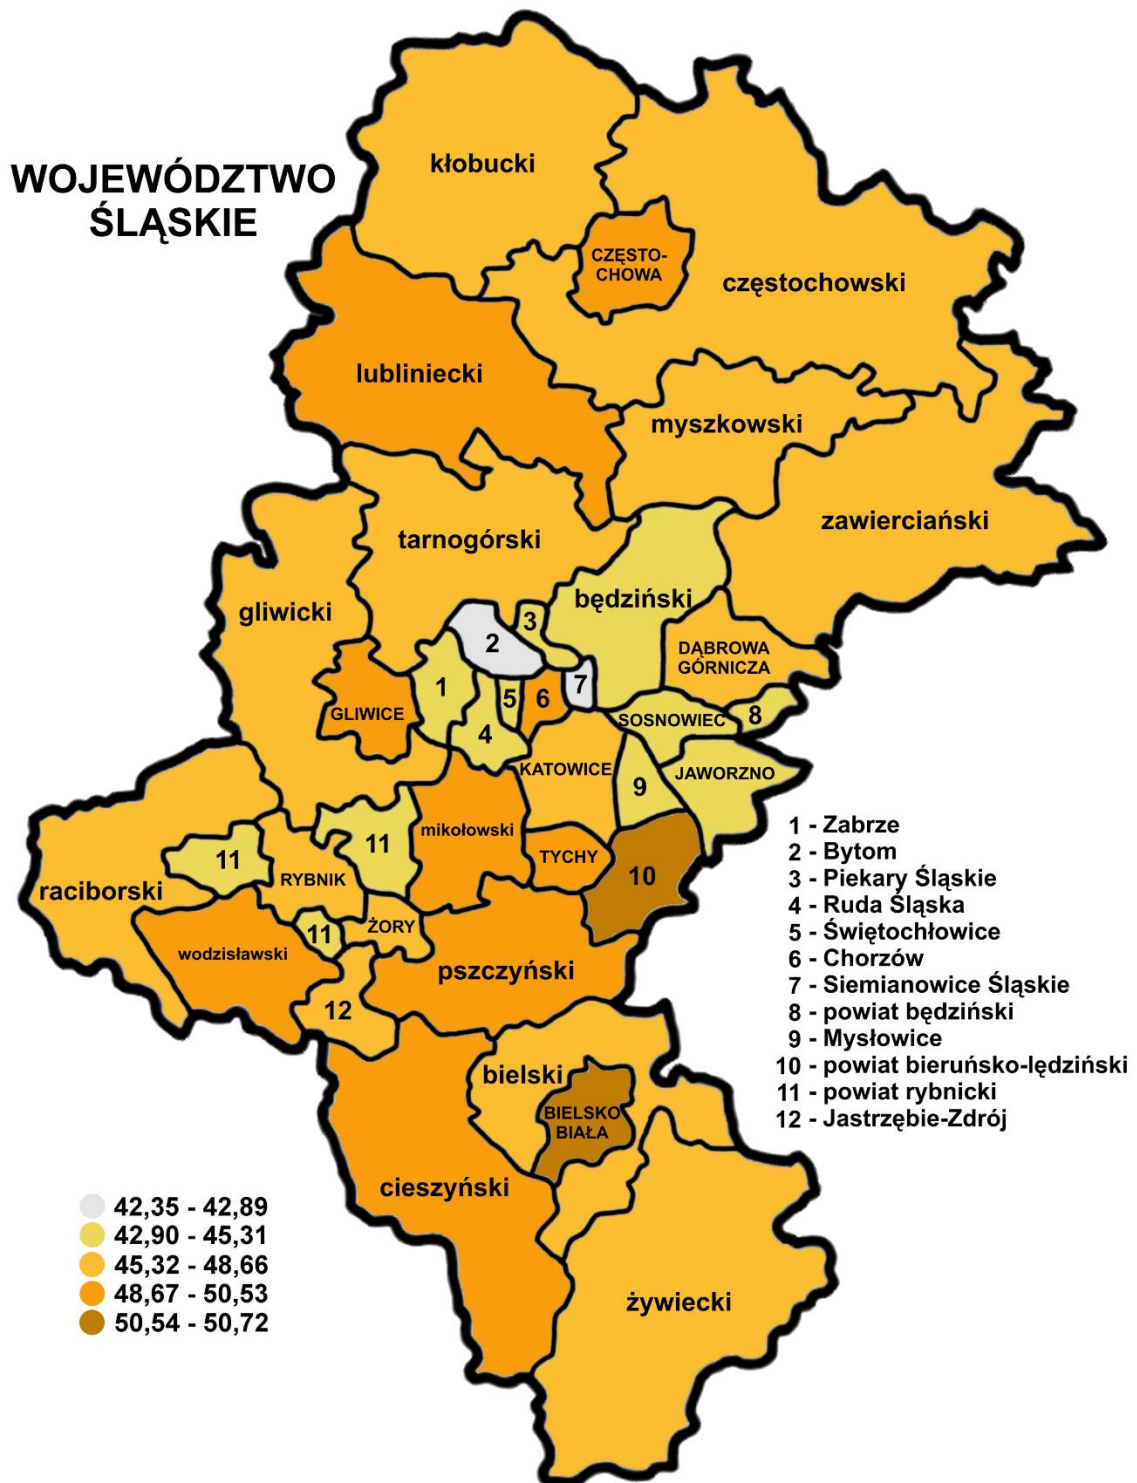 WOJEWÓDZTWO
ŚLĄSKIE
kłobucki
CZĘSTO-
CHOWA
częstochowski
lubliniecki
myszkowski
zawierciański
tarnogórski
gliwicki
będziński
3
2
DĄBROWA
GÓRNICZA
1
7
5
6
GLIWICE
8
SOSNOWIEC
4
KATOWICE
JAWORZNO
9
mikołowski
11
11
TYCHY
10
RYBNIK
raciborski
ŻORY
11
wodzisławski
pszczyński
12
bielski
BIELSKO
BIAŁA
cieszyński
żywiecki
1 - Zabrze
2 - Bytom
3 - Piekary Śląskie
4 - Ruda Śląska
5 - Świętochłowice
6 - Chorzów
7 - Siemianowice Śląskie
8 - powiat będziński
9 - Mysłowice
10 - powiat bieruńsko-lędziński
11 - powiat rybnicki
12 - Jastrzębie-Zdrój
42,35 - 42,89
42,90 - 45,31
45,32 - 48,66
48,67 - 50,53
50,54 - 50,72